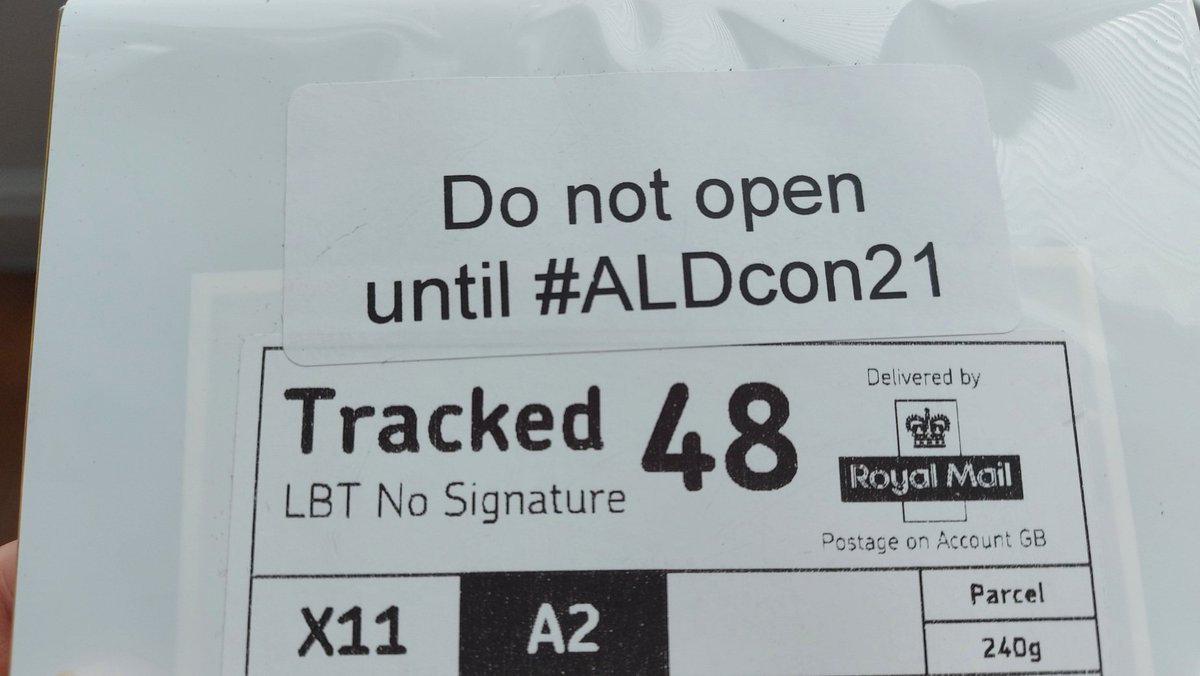 Do not open
until #ALDcon21
Tracked 48
LBT No Signature
Delivered by
Royal Mail
Postage on Account GB
X11
A2
Parcel
240g